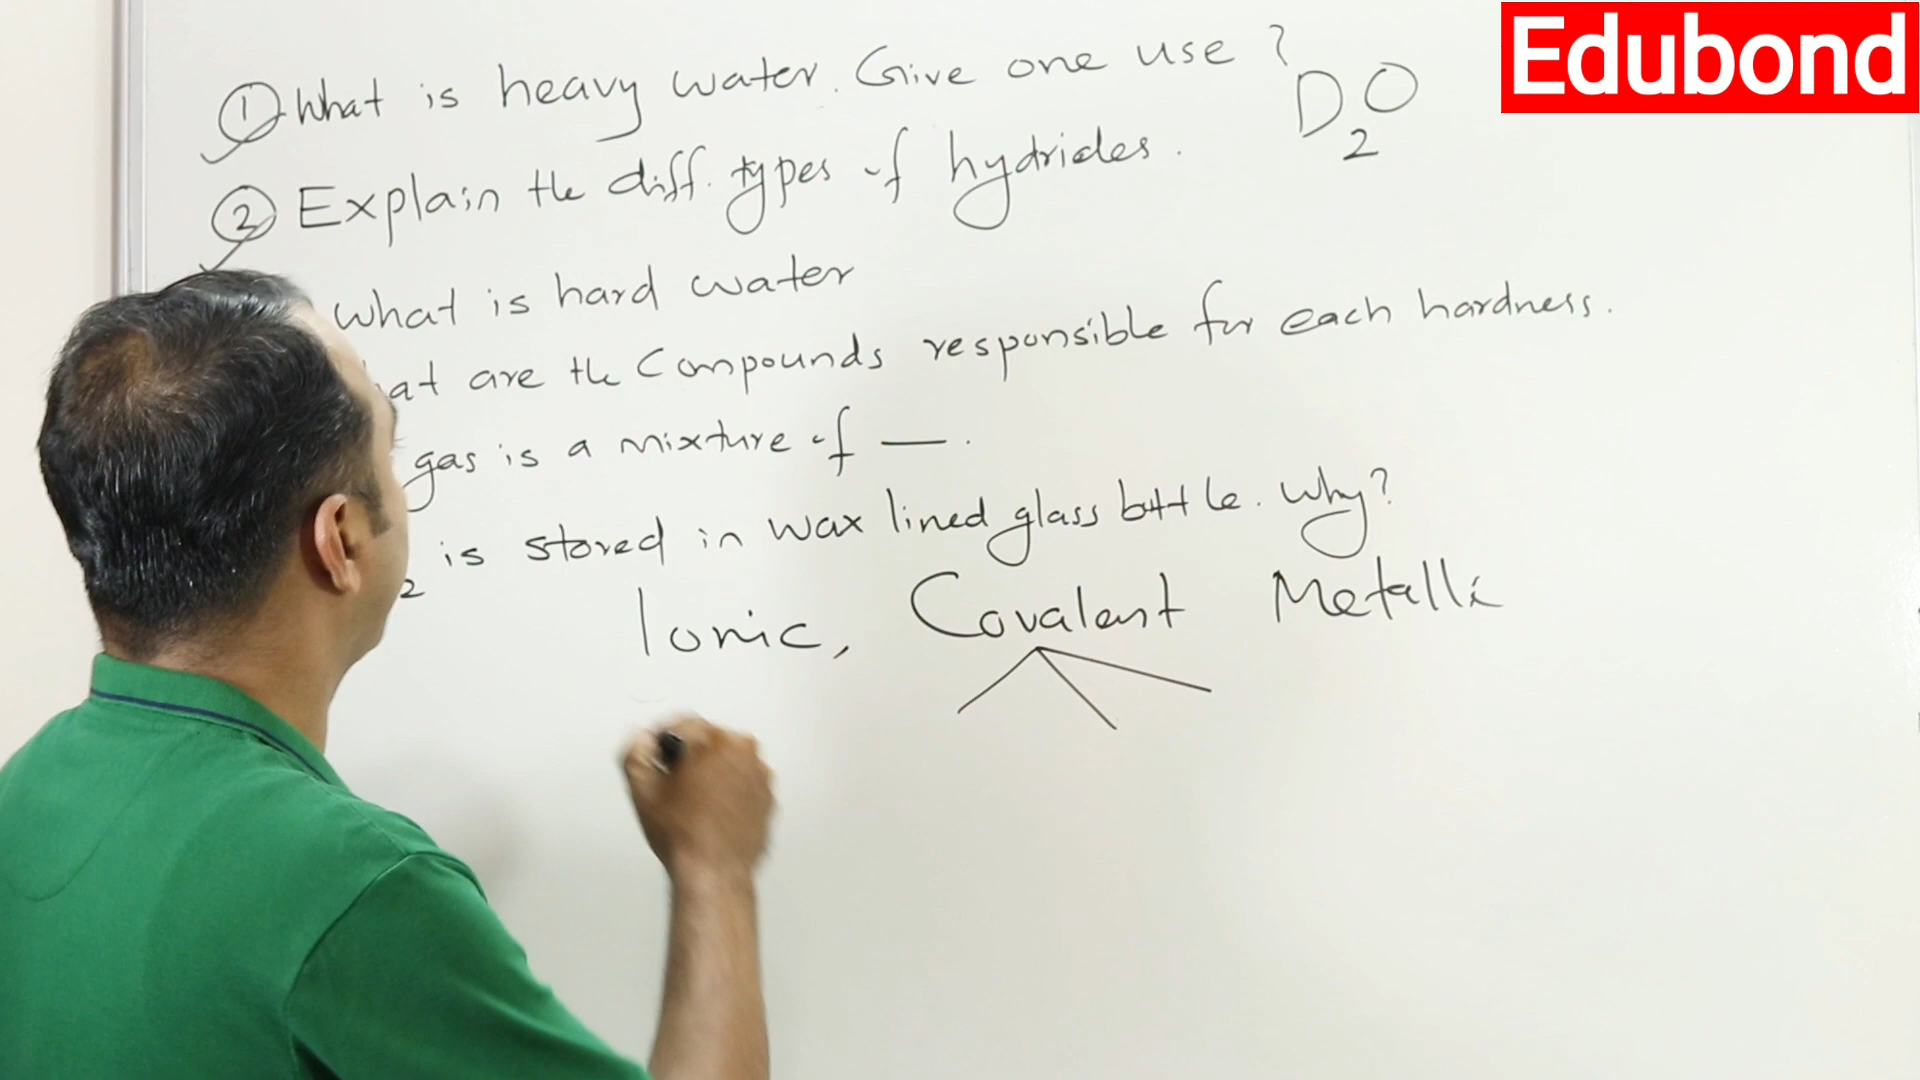 Edubond
① What is heavy water. Give one use?
D2O
② Explain the diff. types of hydrides.
What is hard water
at are the Compounds responsible for each hardness.
gas is a mixture of — .
2 is stored in wax lined glass bottle. Why?
Ionic, Covalent Metallic